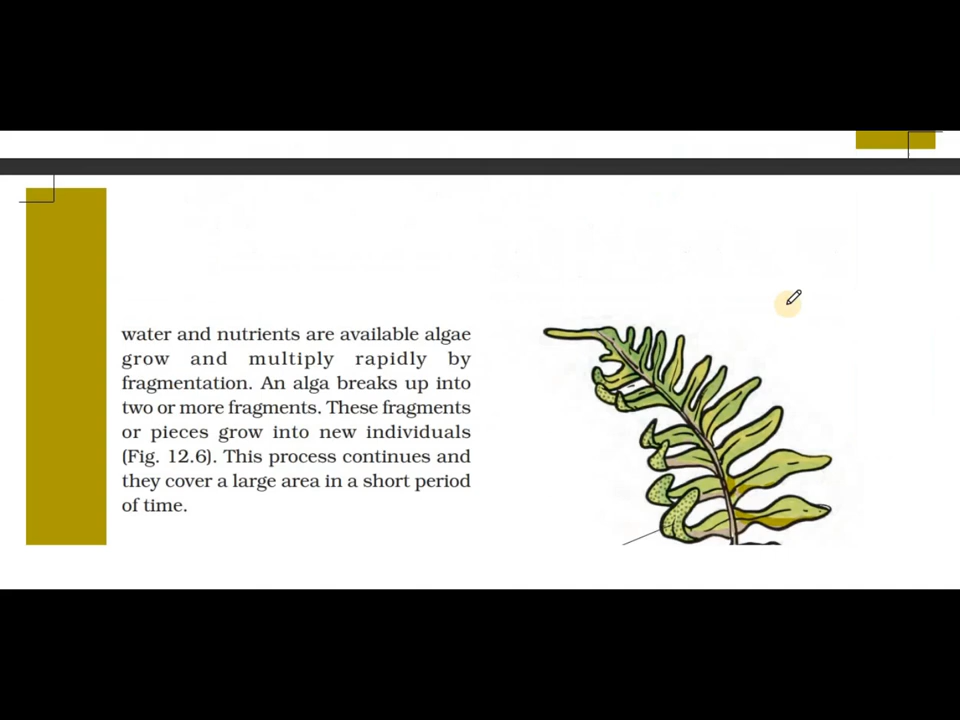 water and nutrients are available algae
grow and multiply rapidly by
fragmentation. An alga breaks up into
two or more fragments. These fragments
or pieces grow into new individuals
(Fig. 12.6). This process continues and
they cover a large area in a short period
of time.